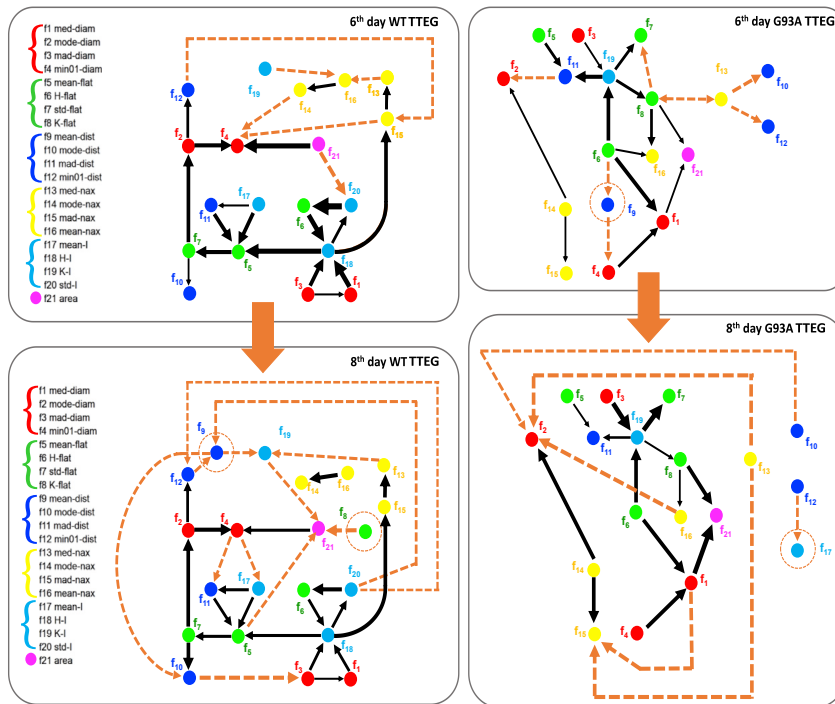 6th day WT TTEG
f1 med-diam
f2 mode-diam
f3 mad-diam
f4 min01-diam
f5 mean-flat
f6 H-flat
f7 std-flat
f8 K-flat
f9 mean-dist
f10 mode-dist
f11 mad-dist
f12 min01-dist
f13 med-nax
f14 mode-nax
f15 mad-nax
f16 mean-nax
f17 mean-I
f18 H-I
f19 K-I
f20 std-I
f21 area
f19
f12
f14
f16
f13
f15
f2
f4
f21
f17
f11
f20
f6
f7
f5
f18
f10
f3
f1
6th day G93A TTEG
f5
f3
f7
f2
f11
f19
f13
f10
f8
f12
f6
f16
f21
f14
f9
f1
f15
f4
8th day WT TTEG
f1 med-diam
f2 mode-diam
f3 mad-diam
f4 min01-diam
f5 mean-flat
f6 H-flat
f7 std-flat
f8 K-flat
f9 mean-dist
f10 mode-dist
f11 mad-dist
f12 min01-dist
f13 med-nax
f14 mode-nax
f15 mad-nax
f16 mean-nax
f17 mean-I
f18 H-I
f19 K-I
f20 std-I
f21 area
f9
f19
f12
f14
f16
f13
f15
f2
f4
f8
f21
f17
f11
f20
f6
f7
f5
f18
f10
f3
f1
8th day G93A TTEG
f5
f3
f7
f2
f11
f19
f10
f8
f13
f12
f6
f16
f21
f17
f14
f1
f15
f4